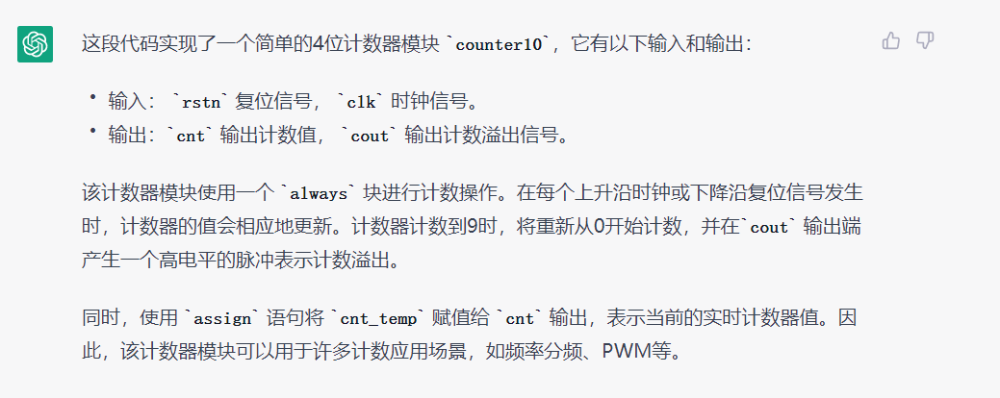 这段代码实现了一个简单的4位计数器模块 `counter10`，它有以下输入和输出：
• 输入： `rstn` 复位信号， `clk` 时钟信号。
• 输出：`cnt` 输出计数值， `cout` 输出计数溢出信号。
该计数器模块使用一个 `always` 块进行计数操作。在每个上升沿时钟或下降沿复位信号发生
时，计数器的值会相应地更新。计数器计数到9时，将重新从0开始计数，并在`cout` 输出端
产生一个高电平的脉冲表示计数溢出。
同时，使用 `assign` 语句将 `cnt_temp` 赋值给 `cnt` 输出，表示当前的实时计数器值。因
此，该计数器模块可以用于许多计数应用场景，如频率分频、PWM等。